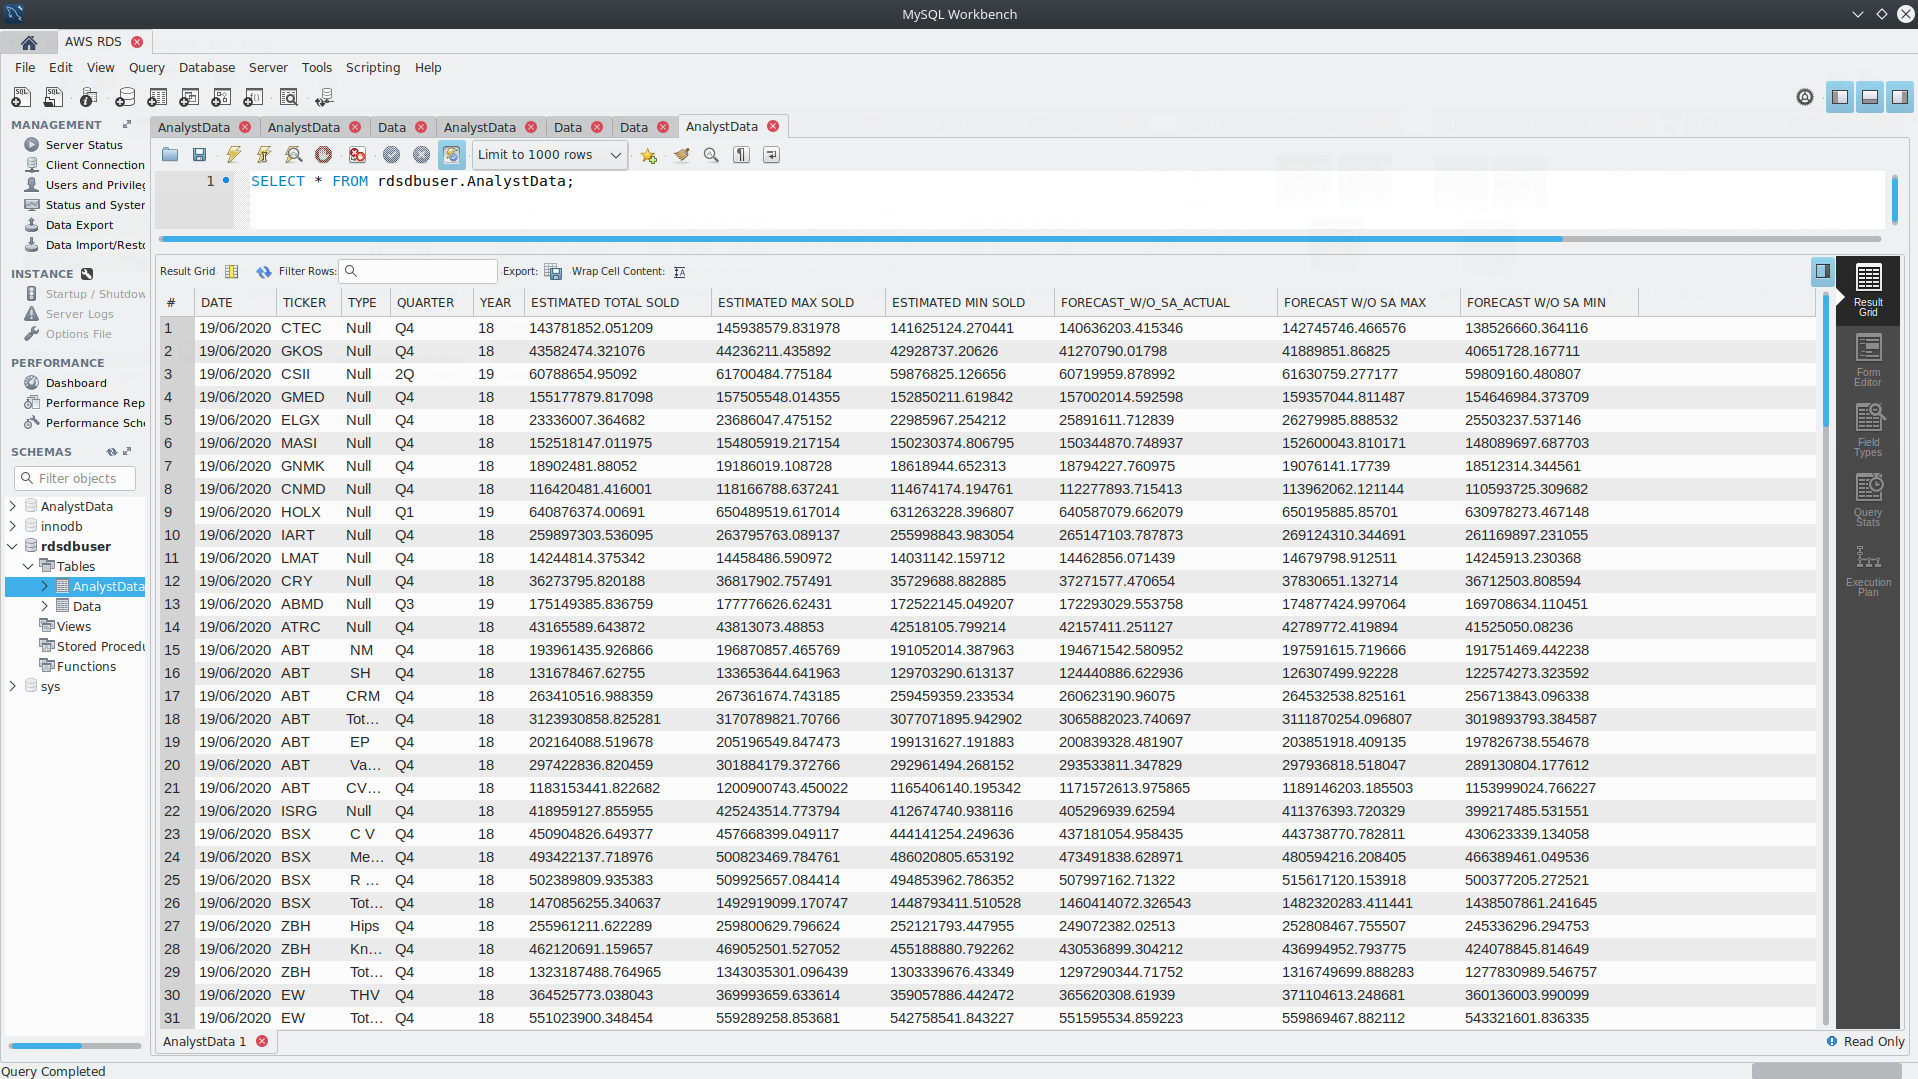 MySQL Workbench
AWS RDS
File Edit View Query Database Server Tools Scripting Help
MANAGEMENT
Server Status
Client Connection
Users and Privileg
Status and System
Data Export
Data Import/Resto
INSTANCE
Startup / Shutdow
Server Logs
Options File
PERFORMANCE
Dashboard
Performance Rep
Performance Sche
SCHEMAS
Filter objects
AnalystData
innodb
rdsdbuser
Tables
AnalystData
Data
Views
Stored Procedu
Functions
sys
AnalystData AnalystData Data AnalystData Data Data AnalystData
Limit to 1000 rows
1 SELECT * FROM rdsdbuser.AnalystData;
Result Grid Filter Rows: Export: Wrap Cell Content:
# DATE TICKER TYPE QUARTER YEAR ESTIMATED TOTAL SOLD ESTIMATED MAX SOLD ESTIMATED MIN SOLD FORECAST_W/O_SA_ACTUAL FORECAST W/O SA MAX FORECAST W/O SA MIN
1 19/06/2020 CTEC Null Q4 18 143781852.051209 145938579.831978 141625124.270441 140636203.415346 142745746.466576 138526660.364116
2 19/06/2020 GKOS Null Q4 18 43582474.321076 44236211.435892 42928737.20626 41270790.01798 41889851.86825 40651728.167711
3 19/06/2020 CSII Null 2Q 19 60788654.95092 61700484.775184 59876825.126656 60719959.878992 61630759.277177 59809160.480807
4 19/06/2020 GMED Null Q4 18 155177879.817098 157505548.014355 152850211.619842 157002014.592598 159357044.811487 154646984.373709
5 19/06/2020 ELGX Null Q4 18 23336007.364682 23686047.475152 22985967.254212 25891611.712839 26279985.888532 25503237.537146
6 19/06/2020 MASI Null Q4 18 152518147.011975 154805919.217154 150230374.806795 150344870.748937 152600043.810171 148089697.687703
7 19/06/2020 GNMK Null Q4 18 18902481.88052 19186019.108728 18618944.652313 18794227.760975 19076141.17739 18512314.344561
8 19/06/2020 CNMD Null Q4 18 116420481.416001 118166788.637241 114674174.194761 112277893.715413 113962062.121144 110593725.309682
9 19/06/2020 HOLX Null Q1 19 640876374.00691 650489519.617014 631263228.396807 640587079.662079 650195885.85701 630978273.467148
10 19/06/2020 IART Null Q4 18 259897303.536095 263795763.089137 255998843.983054 265147103.787873 269124310.344691 261169897.231055
11 19/06/2020 LMAT Null Q4 18 14244814.375342 14458486.590972 14031142.159712 14462856.071439 14679798.912511 14245913.230368
12 19/06/2020 CRY Null Q4 18 36273795.820188 36817902.757491 35729688.882885 37271577.470654 37830651.132714 36712503.808594
13 19/06/2020 ABMD Null Q3 19 175149385.836759 177776626.62431 172522145.049207 172293029.553758 174877424.997064 169708634.110451
14 19/06/2020 ATRC Null Q4 18 43165589.643872 43813073.48853 42518105.799214 42157411.251127 42789772.419894 41525050.08236
15 19/06/2020 ABT NM Q4 18 193961435.926866 196870857.465769 191052014.387963 194671542.580952 197591615.719666 191751469.442238
16 19/06/2020 ABT SH Q4 18 131678467.62755 133653644.641963 129703290.613137 124440886.622936 126307499.92228 122574273.323592
17 19/06/2020 ABT CRM Q4 18 263410516.988359 267361674.743185 259459359.233534 260623190.96075 264532538.825161 256713843.096338
18 19/06/2020 ABT Tot... Q4 18 3123930858.825281 3170789821.70766 3077071895.942902 3065882023.740697 3111870254.096807 3019893793.384587
19 19/06/2020 ABT EP Q4 18 202164088.519678 205196549.847473 199131627.191883 200839328.481907 203851918.409135 197826738.554678
20 19/06/2020 ABT Va... Q4 18 297422836.820459 301884179.372766 292961494.268152 293533811.347829 297936818.518047 289130804.177612
21 19/06/2020 ABT CV... Q4 18 1183153441.822682 1200900743.450022 1165406140.195342 1171572613.975865 1189146203.185503 1153999024.766227
22 19/06/2020 ISRG Null Q4 18 418959127.855955 425243514.773794 412674740.938116 405296939.62594 411376393.720329 399217485.531551
23 19/06/2020 BSX C V Q4 18 450904826.649377 457668399.049117 444141254.249636 437181054.958435 443738770.782811 430623339.134058
24 19/06/2020 BSX Me... Q4 18 493422137.718976 500823469.784761 486020805.653192 473491838.628971 480594216.208405 466389461.049536
25 19/06/2020 BSX R ... Q4 18 502389809.935383 509925657.084414 494853962.786352 507997162.71322 515617120.153918 500377205.272521
26 19/06/2020 BSX Tot... Q4 18 1470856255.340637 1492919099.170747 1448793411.510528 1460414072.326543 1482320283.411441 1438507861.241645
27 19/06/2020 ZBH Hips Q4 18 255961211.622289 259800629.796624 252121793.447955 249072382.02513 252808467.755507 245336296.294753
28 19/06/2020 ZBH Kn... Q4 18 462120691.159657 469052501.527052 455188880.792262 430536899.304212 436994952.793775 424078845.814649
29 19/06/2020 ZBH Tot... Q4 18 1323187488.764965 1343035301.096439 1303339676.43349 1297290344.71752 1316749699.888283 1277830989.546757
30 19/06/2020 EW THV Q4 18 364525773.038043 369993659.633614 359057886.442472 365620308.61939 371104613.248681 360136003.990099
31 19/06/2020 EW Tot... Q4 18 551023900.348454 559289258.853681 542758541.843227 551595534.859223 559869467.882112 543321601.836335
Result
Grid
Form
Editor
Field
Types
Query
Stats
Execution
Plan
AnalystData 1
Read Only
Query Completed